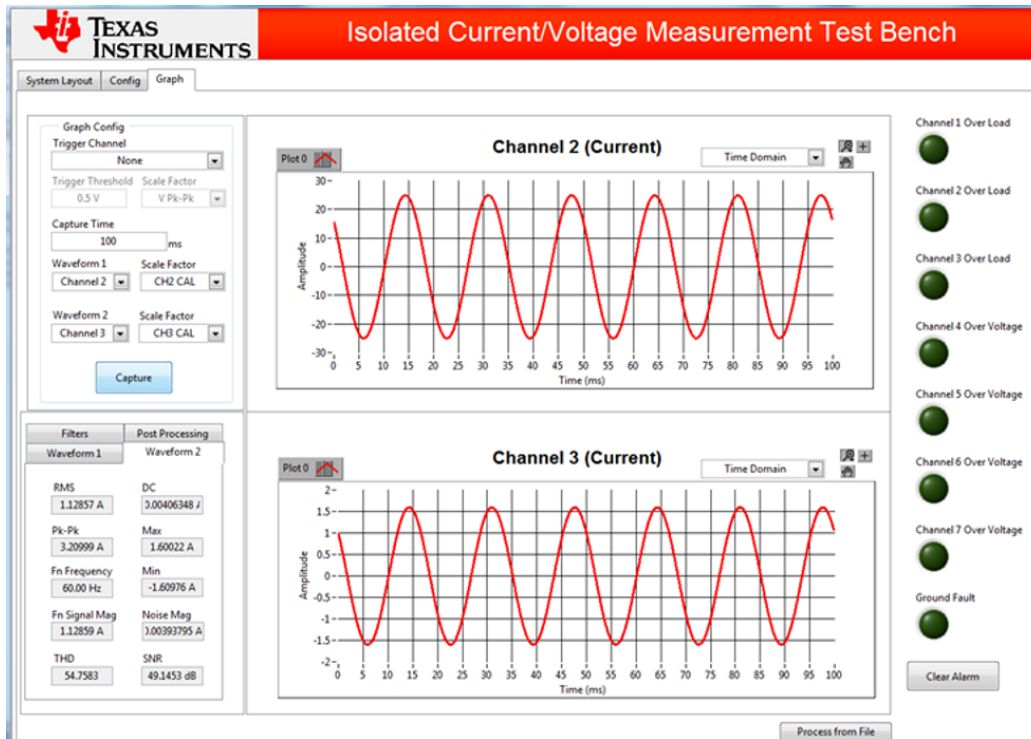 TEXAS INSTRUMENTS
Isolated Current/Voltage Measurement Test Bench
System Layout Config Graph
Graph Config
Trigger Channel
None
Trigger Threshold Scale Factor
0.5 V V Pk-Pk
Capture Time
100 ms
Waveform 1 Scale Factor
Channel 2 CH2 CAL
Waveform 2 Scale Factor
Channel 3 CH3 CAL
Capture
Filters Post Processing
Waveform 1 Waveform 2
RMS DC
1.12857 A 0.00406348
Pk-Pk Max
3.20999 A 1.60022 A
Fn Frequency Min
60.00 Hz -1.60976 A
Fn Signal Mag Noise Mag
1.12859 A 0.00393795 A
THD SNR
54.7583 49.1453 dB
Plot 0
Channel 2 (Current)
Time Domain
Amplitude
30
20
10
0
-10
-20
-30
0 5 10 15 20 25 30 35 40 45 50 55 60 65 70 75 80 85 90 95 100
Time (ms)
Plot 0
Channel 3 (Current)
Time Domain
Amplitude
2
1.5
1
0.5
0
-0.5
-1
-1.5
-2
0 5 10 15 20 25 30 35 40 45 50 55 60 65 70 75 80 85 90 95 100
Time (ms)
Channel 1 Over Load
Channel 2 Over Load
Channel 3 Over Load
Channel 4 Over Voltage
Channel 5 Over Voltage
Channel 6 Over Voltage
Channel 7 Over Voltage
Ground Fault
Clear Alarm
Process from File